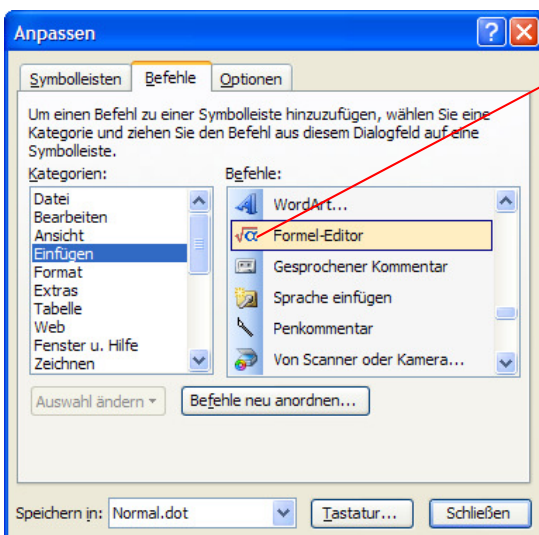 Anpassen
Symbolleisten Befehle Optionen
Um einen Befehl zu einer Symbolleiste hinzuzufügen, wählen Sie eine
Kategorie und ziehen Sie den Befehl aus diesem Dialogfeld auf eine
Symbolleiste.
Kategorien: Befehle:
Datei
Bearbeiten
Ansicht
Einfügen
Format
Extras
Tabelle
Web
Fenster u. Hilfe
Zeichnen
WordArt...
√α Formel-Editor
Gesprochener Kommentar
Sprache einfügen
Penkommentar
Von Scanner oder Kamera...
Auswahl ändern Befehle neu anordnen...
Speichern in: Normal.dot Tastatur... Schließen